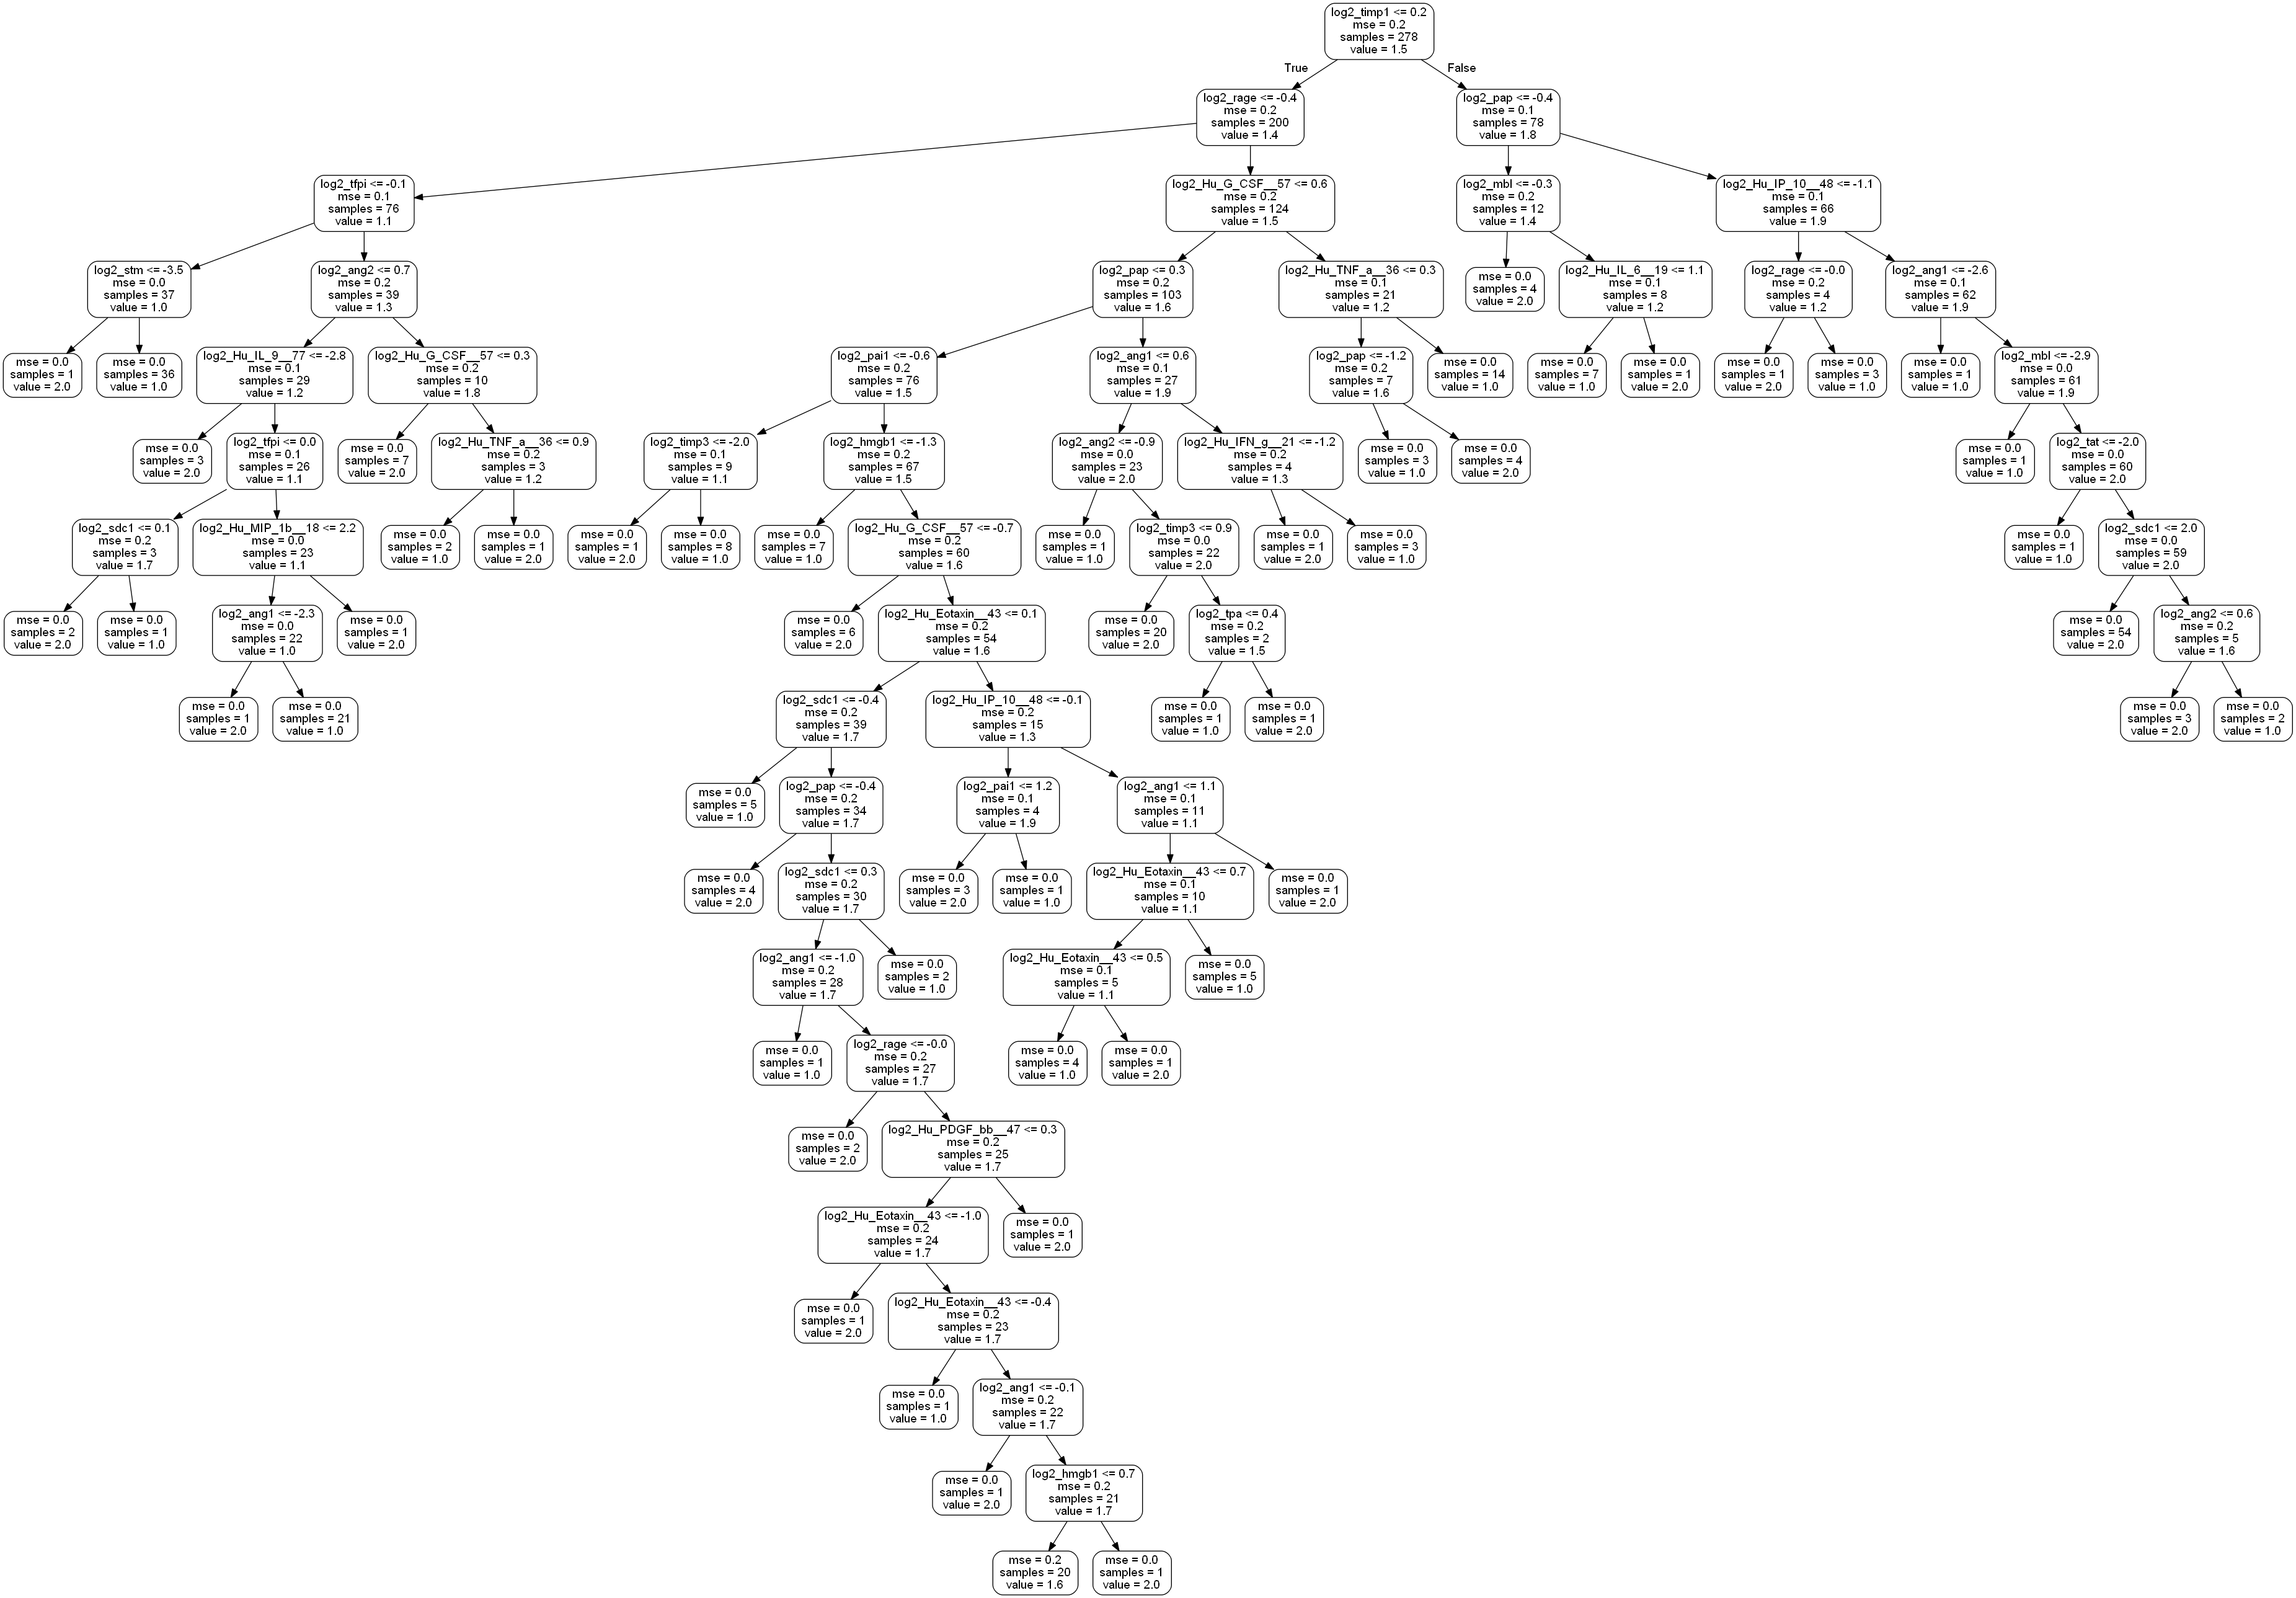 log2_timp1 <= 0.2
mse = 0.2
samples = 278
value = 1.5
True
False
log2_rage <= -0.4
mse = 0.2
samples = 200
value = 1.4
log2_pap <= -0.4
mse = 0.1
samples = 78
value = 1.8
log2_tfpi <= -0.1
mse = 0.1
samples = 76
value = 1.1
log2_Hu_G_CSF__57 <= 0.6
mse = 0.2
samples = 124
value = 1.5
log2_mbl <= -0.3
mse = 0.2
samples = 12
value = 1.4
log2_Hu_IP_10__48 <= -1.1
mse = 0.1
samples = 66
value = 1.9
log2_stm <= -3.5
mse = 0.0
samples = 37
value = 1.0
log2_ang2 <= 0.7
mse = 0.2
samples = 39
value = 1.3
log2_pap <= 0.3
mse = 0.2
samples = 103
value = 1.6
log2_Hu_TNF_a__36 <= 0.3
mse = 0.1
samples = 21
value = 1.2
mse = 0.0
samples = 4
value = 2.0
log2_Hu_IL_6__19 <= 1.1
mse = 0.1
samples = 8
value = 1.2
log2_rage <= -0.0
mse = 0.2
samples = 4
value = 1.2
log2_ang1 <= -2.6
mse = 0.1
samples = 62
value = 1.9
mse = 0.0
samples = 1
value = 2.0
mse = 0.0
samples = 36
value = 1.0
log2_Hu_IL_9__77 <= -2.8
mse = 0.1
samples = 29
value = 1.2
log2_Hu_G_CSF__57 <= 0.3
mse = 0.2
samples = 10
value = 1.8
log2_pai1 <= -0.6
mse = 0.2
samples = 76
value = 1.5
log2_ang1 <= 0.6
mse = 0.1
samples = 27
value = 1.9
log2_pap <= -1.2
mse = 0.2
samples = 7
value = 1.6
mse = 0.0
samples = 14
value = 1.0
mse = 0.0
samples = 7
value = 1.0
mse = 0.0
samples = 1
value = 2.0
mse = 0.0
samples = 1
value = 2.0
mse = 0.0
samples = 3
value = 1.0
mse = 0.0
samples = 1
value = 1.0
log2_mbl <= -2.9
mse = 0.0
samples = 61
value = 1.9
mse = 0.0
samples = 3
value = 2.0
log2_tfpi <= 0.0
mse = 0.1
samples = 26
value = 1.1
mse = 0.0
samples = 7
value = 2.0
log2_Hu_TNF_a__36 <= 0.9
mse = 0.2
samples = 3
value = 1.2
log2_timp3 <= -2.0
mse = 0.1
samples = 9
value = 1.1
log2_hmgb1 <= -1.3
mse = 0.2
samples = 67
value = 1.5
log2_ang2 <= -0.9
mse = 0.0
samples = 23
value = 2.0
log2_Hu_IFN_g__21 <= -1.2
mse = 0.2
samples = 4
value = 1.3
mse = 0.0
samples = 3
value = 1.0
mse = 0.0
samples = 4
value = 2.0
mse = 0.0
samples = 1
value = 1.0
log2_tat <= -2.0
mse = 0.0
samples = 60
value = 2.0
log2_sdc1 <= 0.1
mse = 0.2
samples = 3
value = 1.7
log2_Hu_MIP_1b__18 <= 2.2
mse = 0.0
samples = 23
value = 1.1
mse = 0.0
samples = 2
value = 1.0
mse = 0.0
samples = 1
value = 2.0
mse = 0.0
samples = 1
value = 2.0
mse = 0.0
samples = 8
value = 1.0
mse = 0.0
samples = 7
value = 1.0
log2_Hu_G_CSF__57 <= -0.7
mse = 0.2
samples = 60
value = 1.6
mse = 0.0
samples = 1
value = 1.0
log2_timp3 <= 0.9
mse = 0.0
samples = 22
value = 2.0
mse = 0.0
samples = 1
value = 2.0
mse = 0.0
samples = 3
value = 1.0
mse = 0.0
samples = 1
value = 1.0
log2_sdc1 <= 2.0
mse = 0.0
samples = 59
value = 2.0
mse = 0.0
samples = 2
value = 2.0
mse = 0.0
samples = 1
value = 1.0
log2_ang1 <= -2.3
mse = 0.0
samples = 22
value = 1.0
mse = 0.0
samples = 1
value = 2.0
mse = 0.0
samples = 6
value = 2.0
log2_Hu_Eotaxin__43 <= 0.1
mse = 0.2
samples = 54
value = 1.6
mse = 0.0
samples = 20
value = 2.0
log2_tpa <= 0.4
mse = 0.2
samples = 2
value = 1.5
mse = 0.0
samples = 54
value = 2.0
log2_ang2 <= 0.6
mse = 0.2
samples = 5
value = 1.6
mse = 0.0
samples = 1
value = 2.0
mse = 0.0
samples = 21
value = 1.0
log2_sdc1 <= -0.4
mse = 0.2
samples = 39
value = 1.7
log2_Hu_IP_10__48 <= -0.1
mse = 0.2
samples = 15
value = 1.3
mse = 0.0
samples = 1
value = 1.0
mse = 0.0
samples = 1
value = 2.0
mse = 0.0
samples = 3
value = 2.0
mse = 0.0
samples = 2
value = 1.0
mse = 0.0
samples = 5
value = 1.0
log2_pap <= -0.4
mse = 0.2
samples = 34
value = 1.7
log2_pai1 <= 1.2
mse = 0.1
samples = 4
value = 1.9
log2_ang1 <= 1.1
mse = 0.1
samples = 11
value = 1.1
mse = 0.0
samples = 4
value = 2.0
log2_sdc1 <= 0.3
mse = 0.2
samples = 30
value = 1.7
mse = 0.0
samples = 3
value = 2.0
mse = 0.0
samples = 1
value = 1.0
log2_Hu_Eotaxin__43 <= 0.7
mse = 0.1
samples = 10
value = 1.1
mse = 0.0
samples = 1
value = 2.0
log2_ang1 <= -1.0
mse = 0.2
samples = 28
value = 1.7
mse = 0.0
samples = 2
value = 1.0
log2_Hu_Eotaxin__43 <= 0.5
mse = 0.1
samples = 5
value = 1.1
mse = 0.0
samples = 5
value = 1.0
mse = 0.0
samples = 1
value = 1.0
log2_rage <= -0.0
mse = 0.2
samples = 27
value = 1.7
mse = 0.0
samples = 4
value = 1.0
mse = 0.0
samples = 1
value = 2.0
mse = 0.0
samples = 2
value = 2.0
log2_Hu_PDGF_bb__47 <= 0.3
mse = 0.2
samples = 25
value = 1.7
log2_Hu_Eotaxin__43 <= -1.0
mse = 0.2
samples = 24
value = 1.7
mse = 0.0
samples = 1
value = 2.0
mse = 0.0
samples = 1
value = 2.0
log2_Hu_Eotaxin__43 <= -0.4
mse = 0.2
samples = 23
value = 1.7
mse = 0.0
samples = 1
value = 1.0
log2_ang1 <= -0.1
mse = 0.2
samples = 22
value = 1.7
mse = 0.0
samples = 1
value = 2.0
log2_hmgb1 <= 0.7
mse = 0.2
samples = 21
value = 1.7
mse = 0.2
samples = 20
value = 1.6
mse = 0.0
samples = 1
value = 2.0